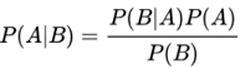 P(A|B) = P(B|A)P(A) / P(B)